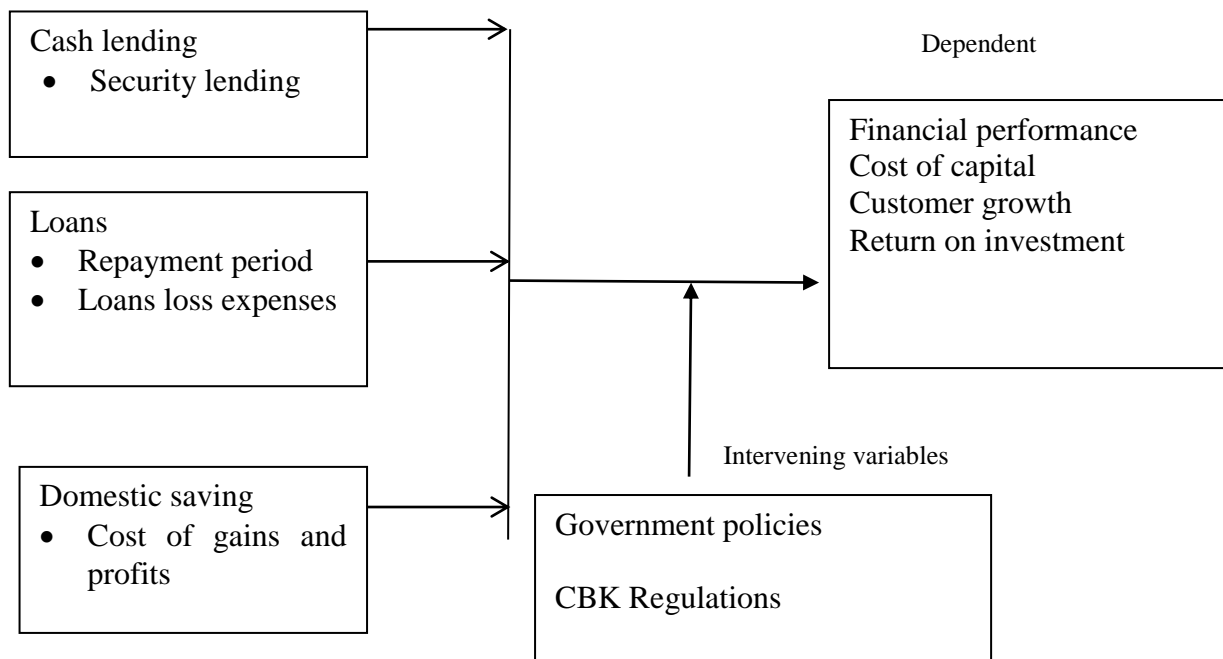 Cash lending
• Security lending
Loans
• Repayment period
• Loans loss expenses
Domestic saving
• Cost of gains and
profits
Dependent
Financial performance
Cost of capital
Customer growth
Return on investment
Intervening variables
Government policies
CBK Regulations